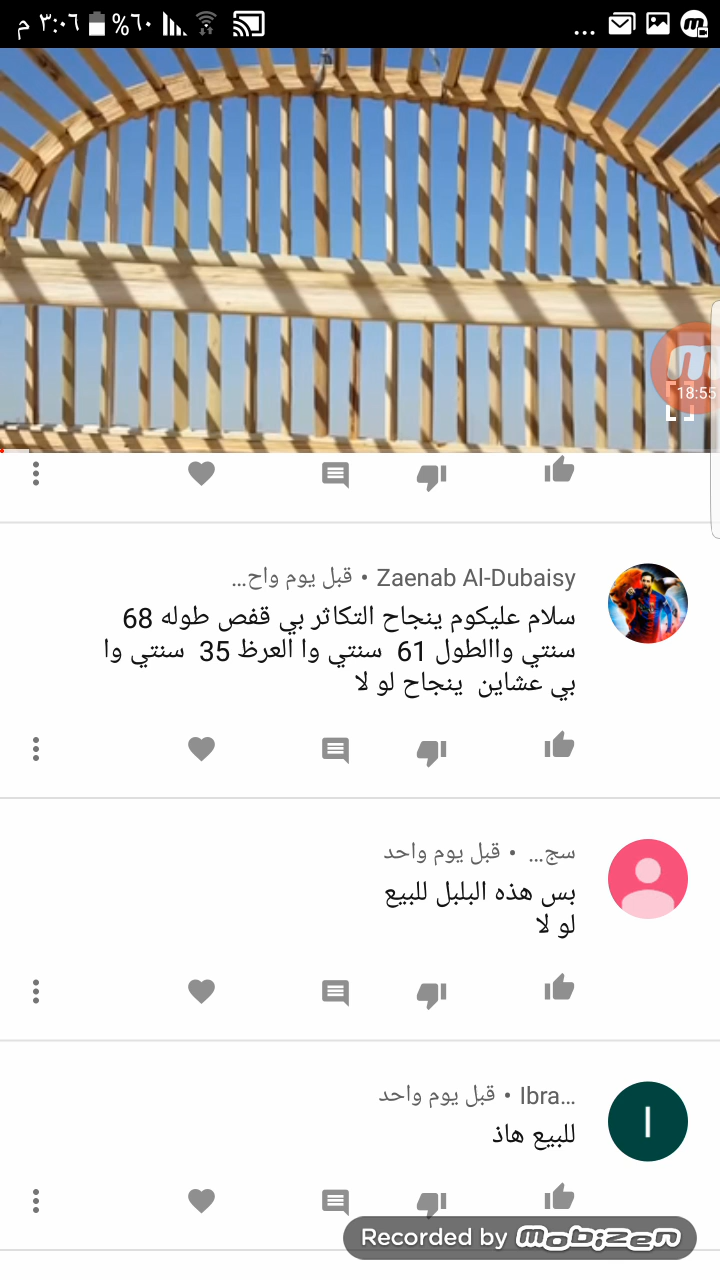 ٣:٠٦ م %٦٠ ...
m
18:55
Zaenab Al-Dubaisy • قبل يوم واح...
سلام عليكوم ينجاح التكاثر بي قفص طوله 68
سنتي واالطول 61 سنتي وا العرظ 35 سنتي وا
بي عشاين ينجاح لو لا
سج... • قبل يوم واحد
بس هذه البلبل للبيع
لو لا
Ibra... • قبل يوم واحد
I
للبيع هاذ
Recorded by mobizen